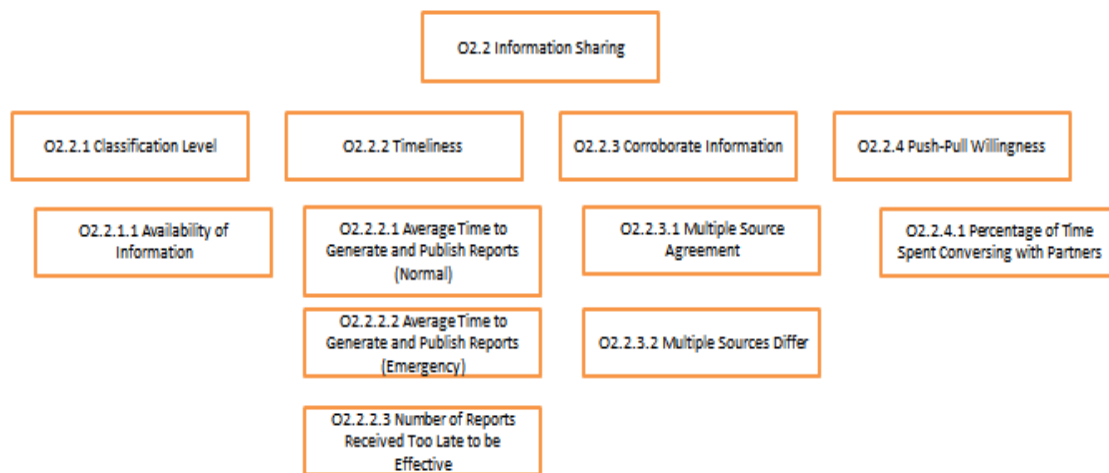 O2.2 Information Sharing
O2.2.1 Classification Level
O2.2.2 Timeliness
O2.2.3 Corroborate Information
O2.2.4 Push-Pull Willingness
O2.2.1.1 Availability of
Information
O2.2.2.1 Average Time to
Generate and Publish Reports
(Normal)
O2.2.3.1 Multiple Source
Agreement
O2.2.4.1 Percentage of Time
Spent Conversing with Partners
O2.2.2.2 Average Time to
Generate and Publish Reports
(Emergency)
O2.2.3.2 Multiple Sources Differ
O2.2.2.3 Number of Reports
Received Too Late to be
Effective